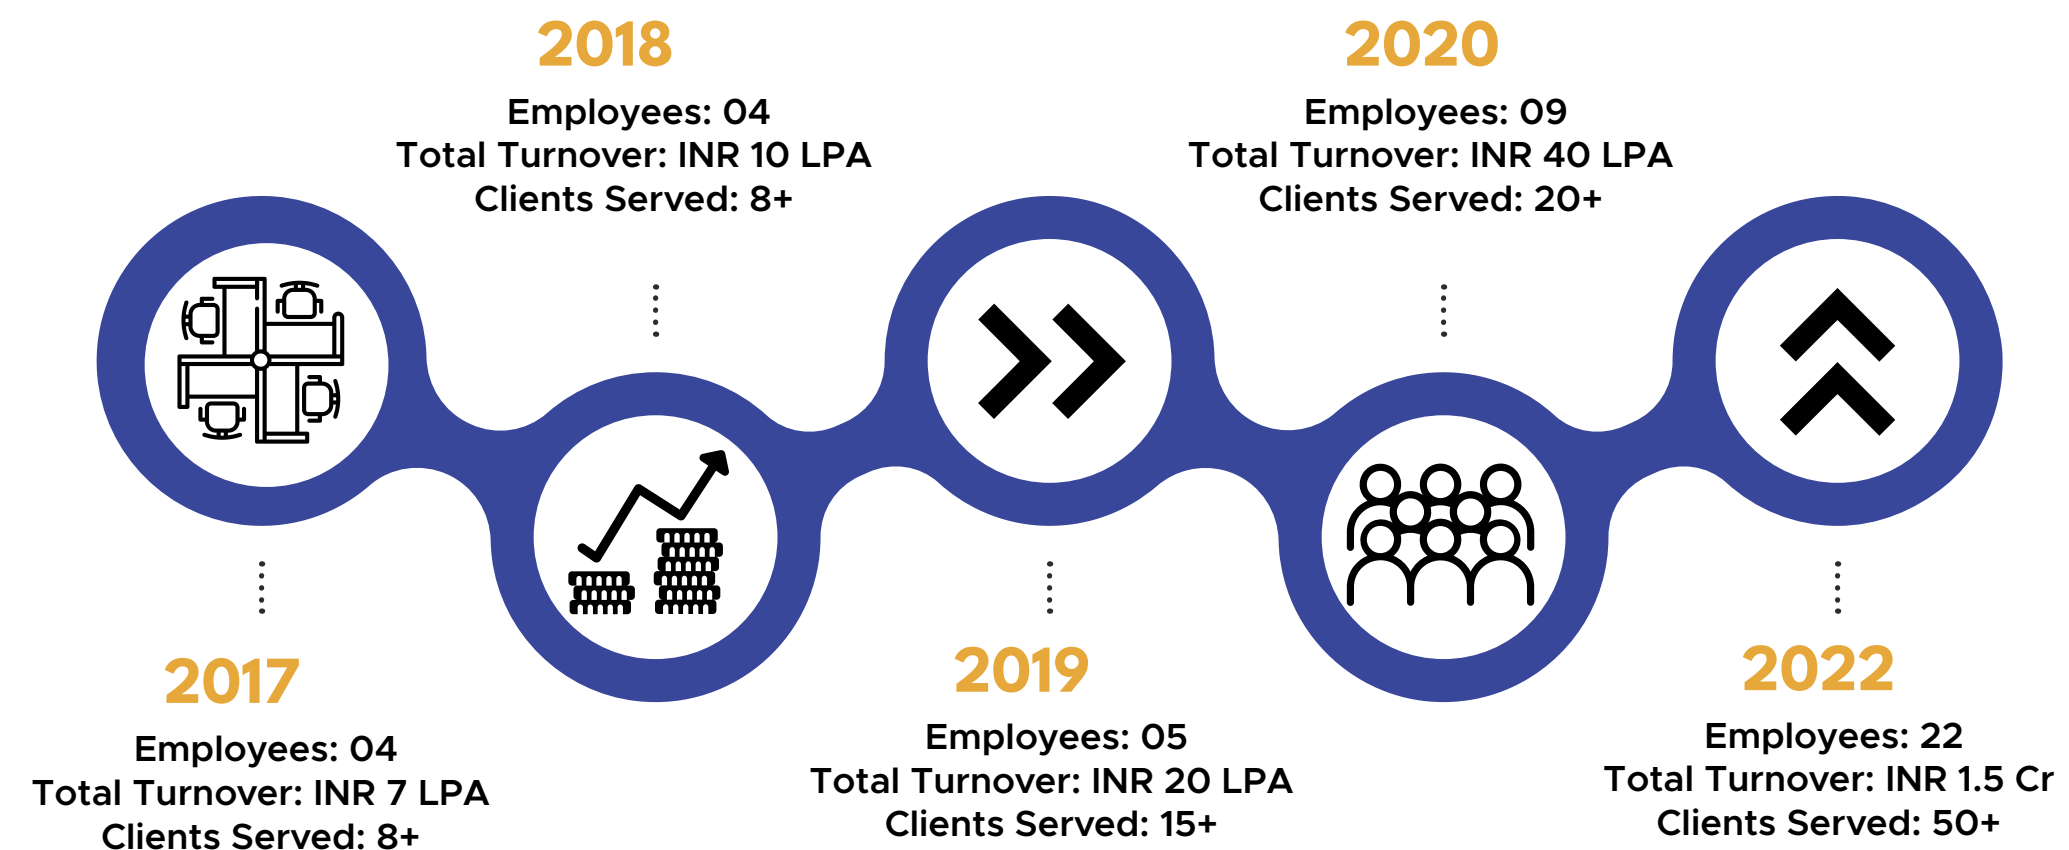 2017
Employees: 04
Total Turnover: INR 7 LPA
Clients Served: 8+
2018
Employees: 04
Total Turnover: INR 10 LPA
Clients Served: 8+
2019
Employees: 05
Total Turnover: INR 20 LPA
Clients Served: 15+
2020
Employees: 09
Total Turnover: INR 40 LPA
Clients Served: 20+
2022
Employees: 22
Total Turnover: INR 1.5 Cr
Clients Served: 50+